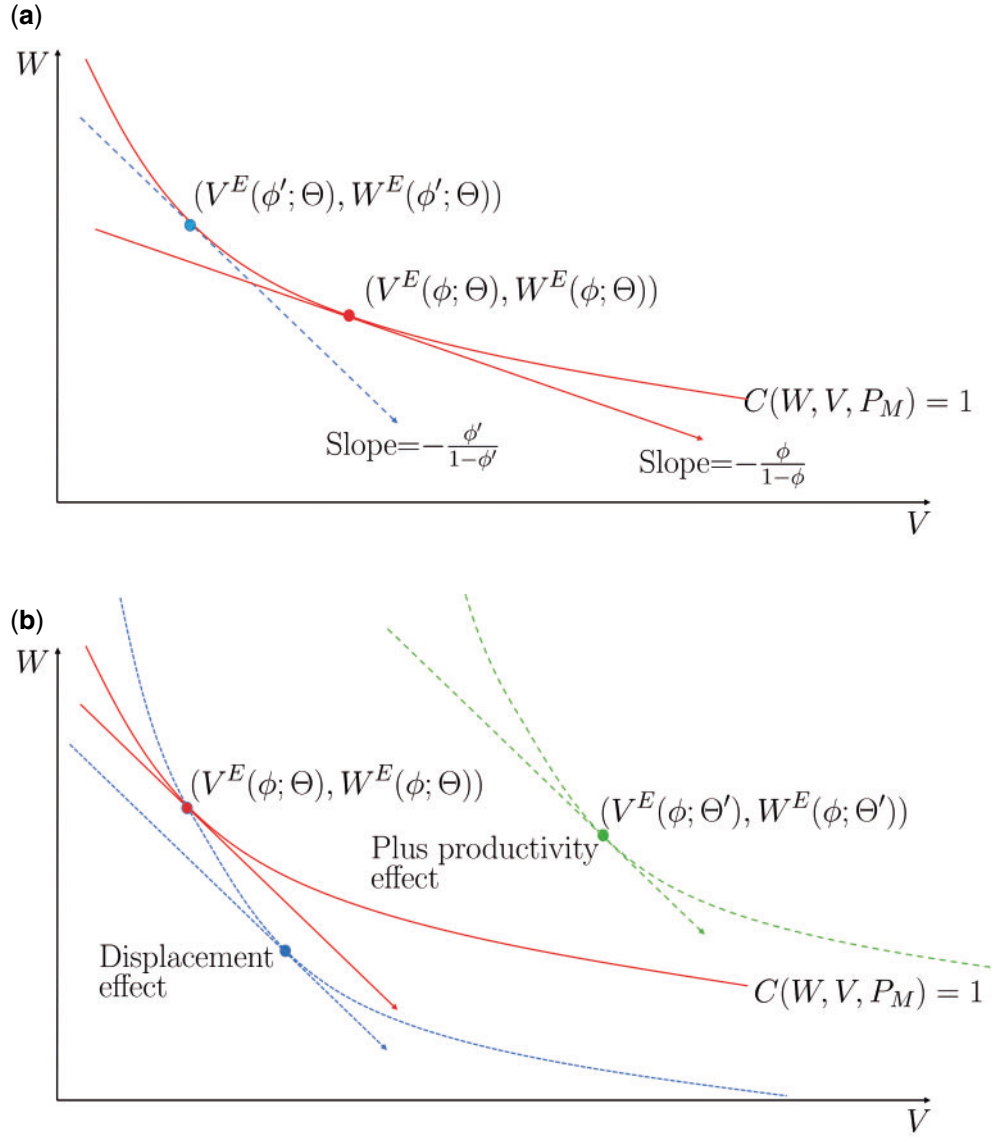 (a)
W
(V^E(ϕ′; Θ), W^E(ϕ′; Θ))
(V^E(ϕ; Θ), W^E(ϕ; Θ))
C(W, V, P_M) = 1
Slope=−ϕ′/(1−ϕ′)
Slope=−ϕ/(1−ϕ)
V
(b)
W
(V^E(ϕ; Θ), W^E(ϕ; Θ))
(V^E(ϕ; Θ′), W^E(ϕ; Θ′))
Plus productivity
effect
Displacement
effect
C(W, V, P_M) = 1
V